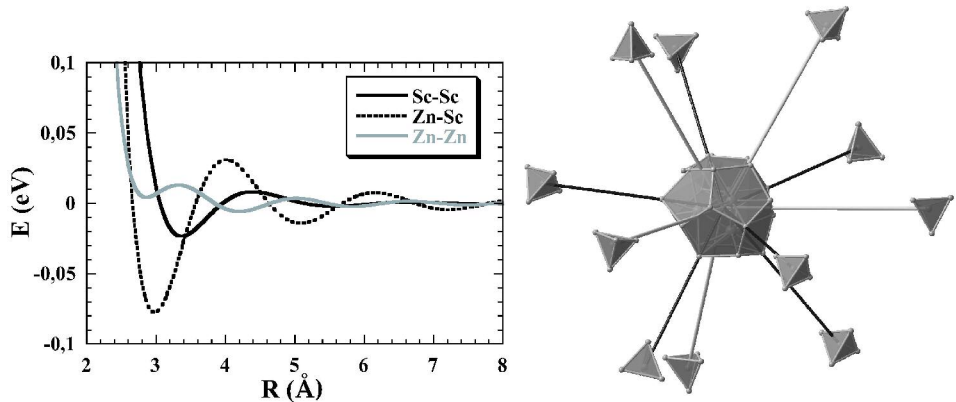 0,1
0,05
0
-0,05
-0,1
E (eV)
Sc-Sc
Zn-Sc
Zn-Zn
2 3 4 5 6 7 8
R (Å)